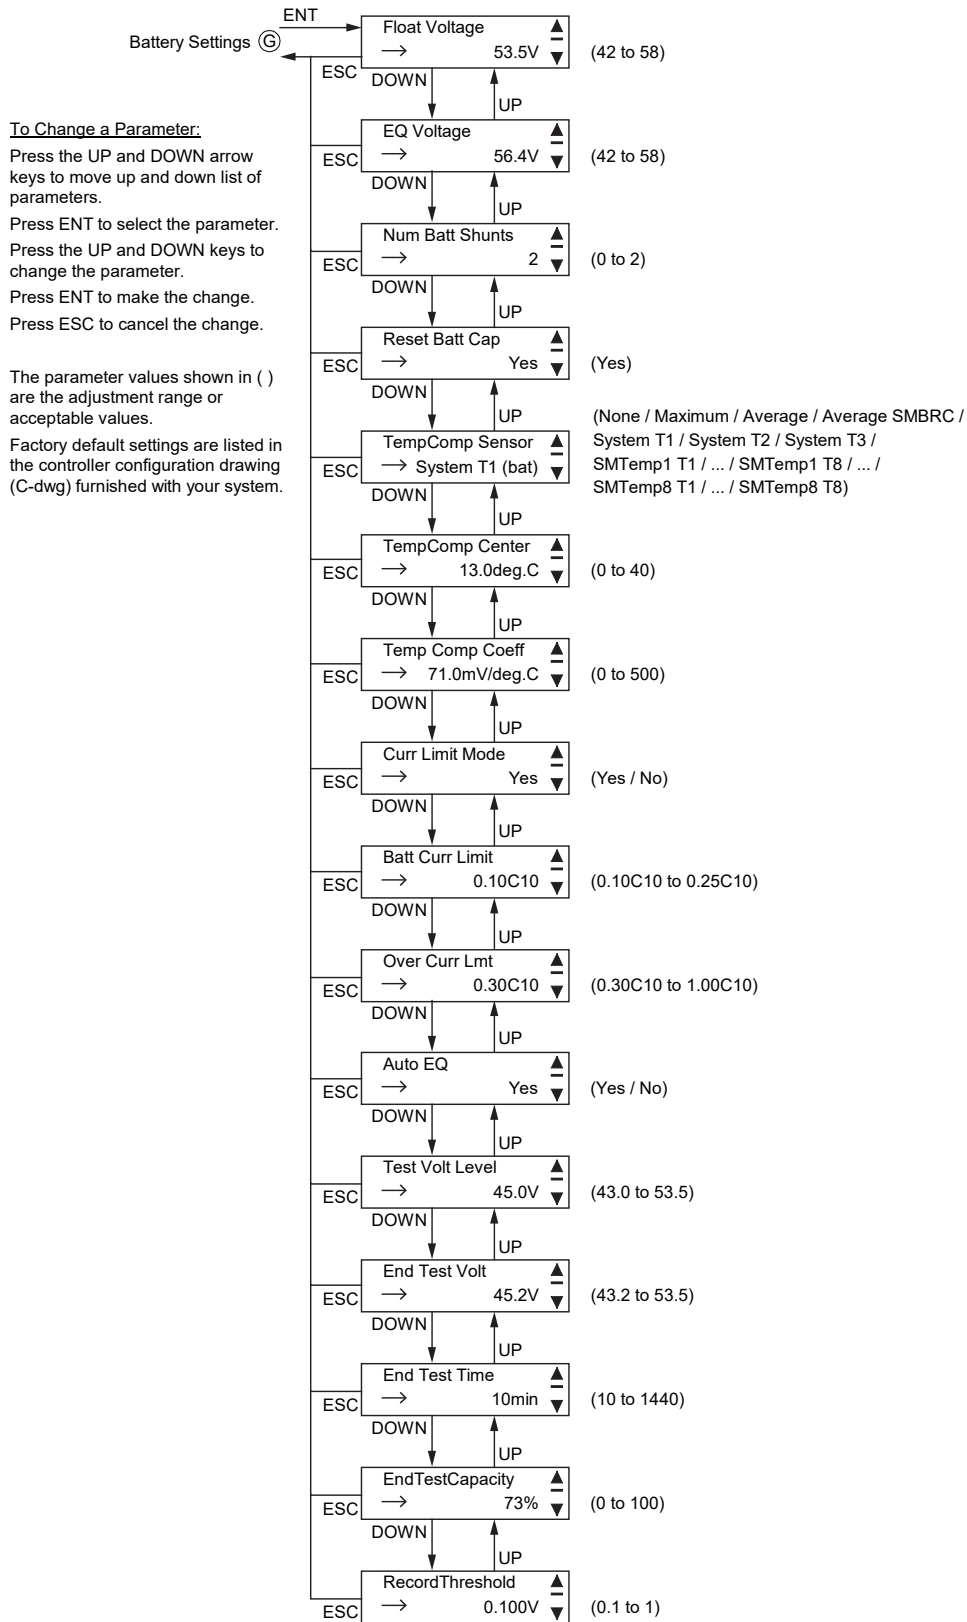 ENT
Battery Settings G
Float Voltage
→ 53.5V
(42 to 58)
ESC
DOWN
UP
To Change a Parameter:
Press the UP and DOWN arrow
keys to move up and down list of
parameters.
Press ENT to select the parameter.
Press the UP and DOWN keys to
change the parameter.
Press ENT to make the change.
Press ESC to cancel the change.
The parameter values shown in ( )
are the adjustment range or
acceptable values.
Factory default settings are listed in
the controller configuration drawing
(C-dwg) furnished with your system.
EQ Voltage
→ 56.4V
(42 to 58)
ESC
DOWN
UP
Num Batt Shunts
→ 2
(0 to 2)
ESC
DOWN
UP
Reset Batt Cap
→ Yes
(Yes)
ESC
DOWN
UP
TempComp Sensor
→ System T1 (bat)
(None / Maximum / Average / Average SMBRC /
System T1 / System T2 / System T3 /
SMTemp1 T1 / ... / SMTemp1 T8 / ... /
SMTemp8 T1 / ... / SMTemp8 T8)
ESC
DOWN
UP
TempComp Center
→ 13.0deg.C
(0 to 40)
ESC
DOWN
UP
Temp Comp Coeff
→ 71.0mV/deg.C
(0 to 500)
ESC
DOWN
UP
Curr Limit Mode
→ Yes
(Yes / No)
ESC
DOWN
UP
Batt Curr Limit
→ 0.10C10
(0.10C10 to 0.25C10)
ESC
DOWN
UP
Over Curr Lmt
→ 0.30C10
(0.30C10 to 1.00C10)
ESC
DOWN
UP
Auto EQ
→ Yes
(Yes / No)
ESC
DOWN
UP
Test Volt Level
→ 45.0V
(43.0 to 53.5)
ESC
DOWN
UP
End Test Volt
→ 45.2V
(43.2 to 53.5)
ESC
DOWN
UP
End Test Time
→ 10min
(10 to 1440)
ESC
DOWN
UP
EndTestCapacity
→ 73%
(0 to 100)
ESC
DOWN
UP
RecordThreshold
→ 0.100V
(0.1 to 1)
ESC